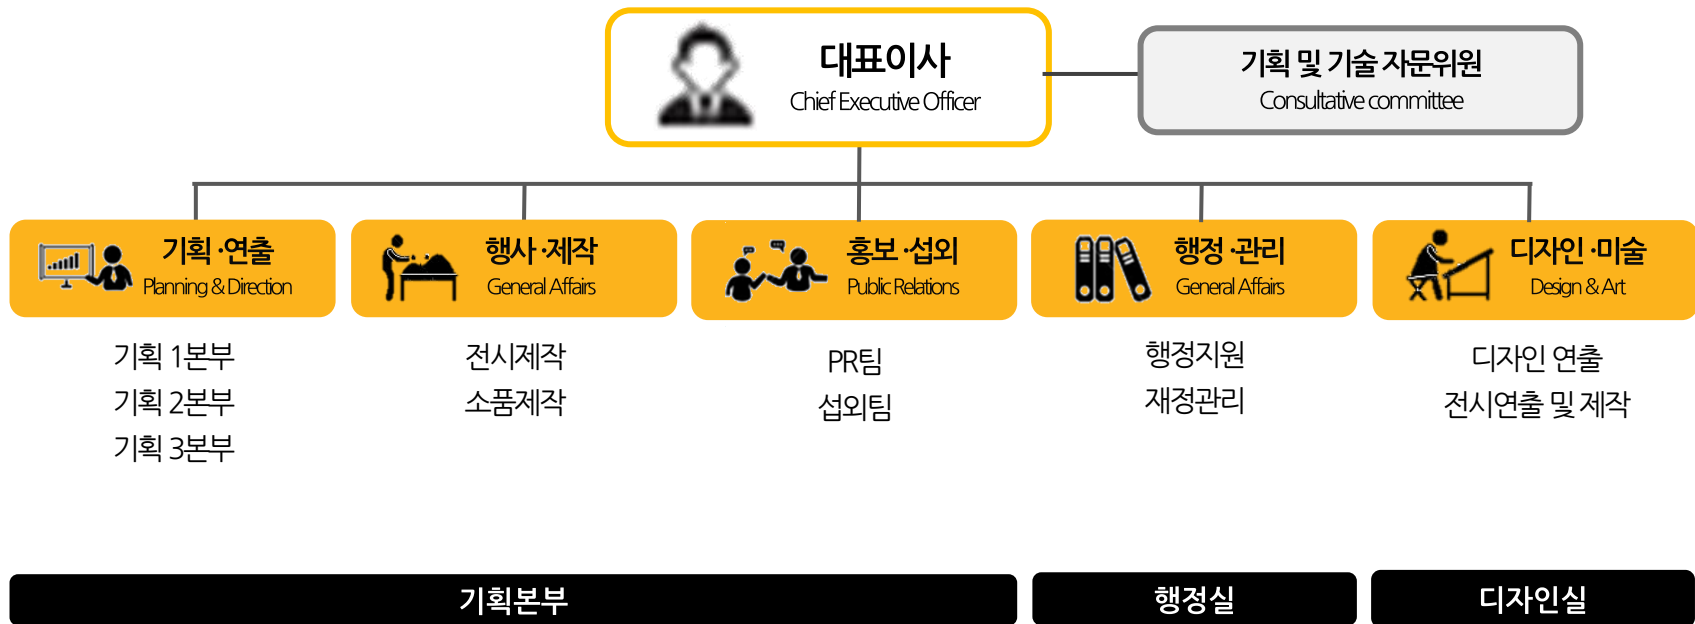 대표이사
Chief Executive Officer
기획 및 기술 자문위원
Consultative committee
기획 ·연출
Planning & Direction
행사 ·제작
General Affairs
홍보 ·섭외
Public Relations
행정 ·관리
General Affairs
디자인 ·미술
Design & Art
기획 1본부
기획 2본부
기획 3본부
전시제작
소품제작
PR팀
섭외팀
행정지원
재정관리
디자인 연출
전시연출 및 제작
기획본부
행정실
디자인실